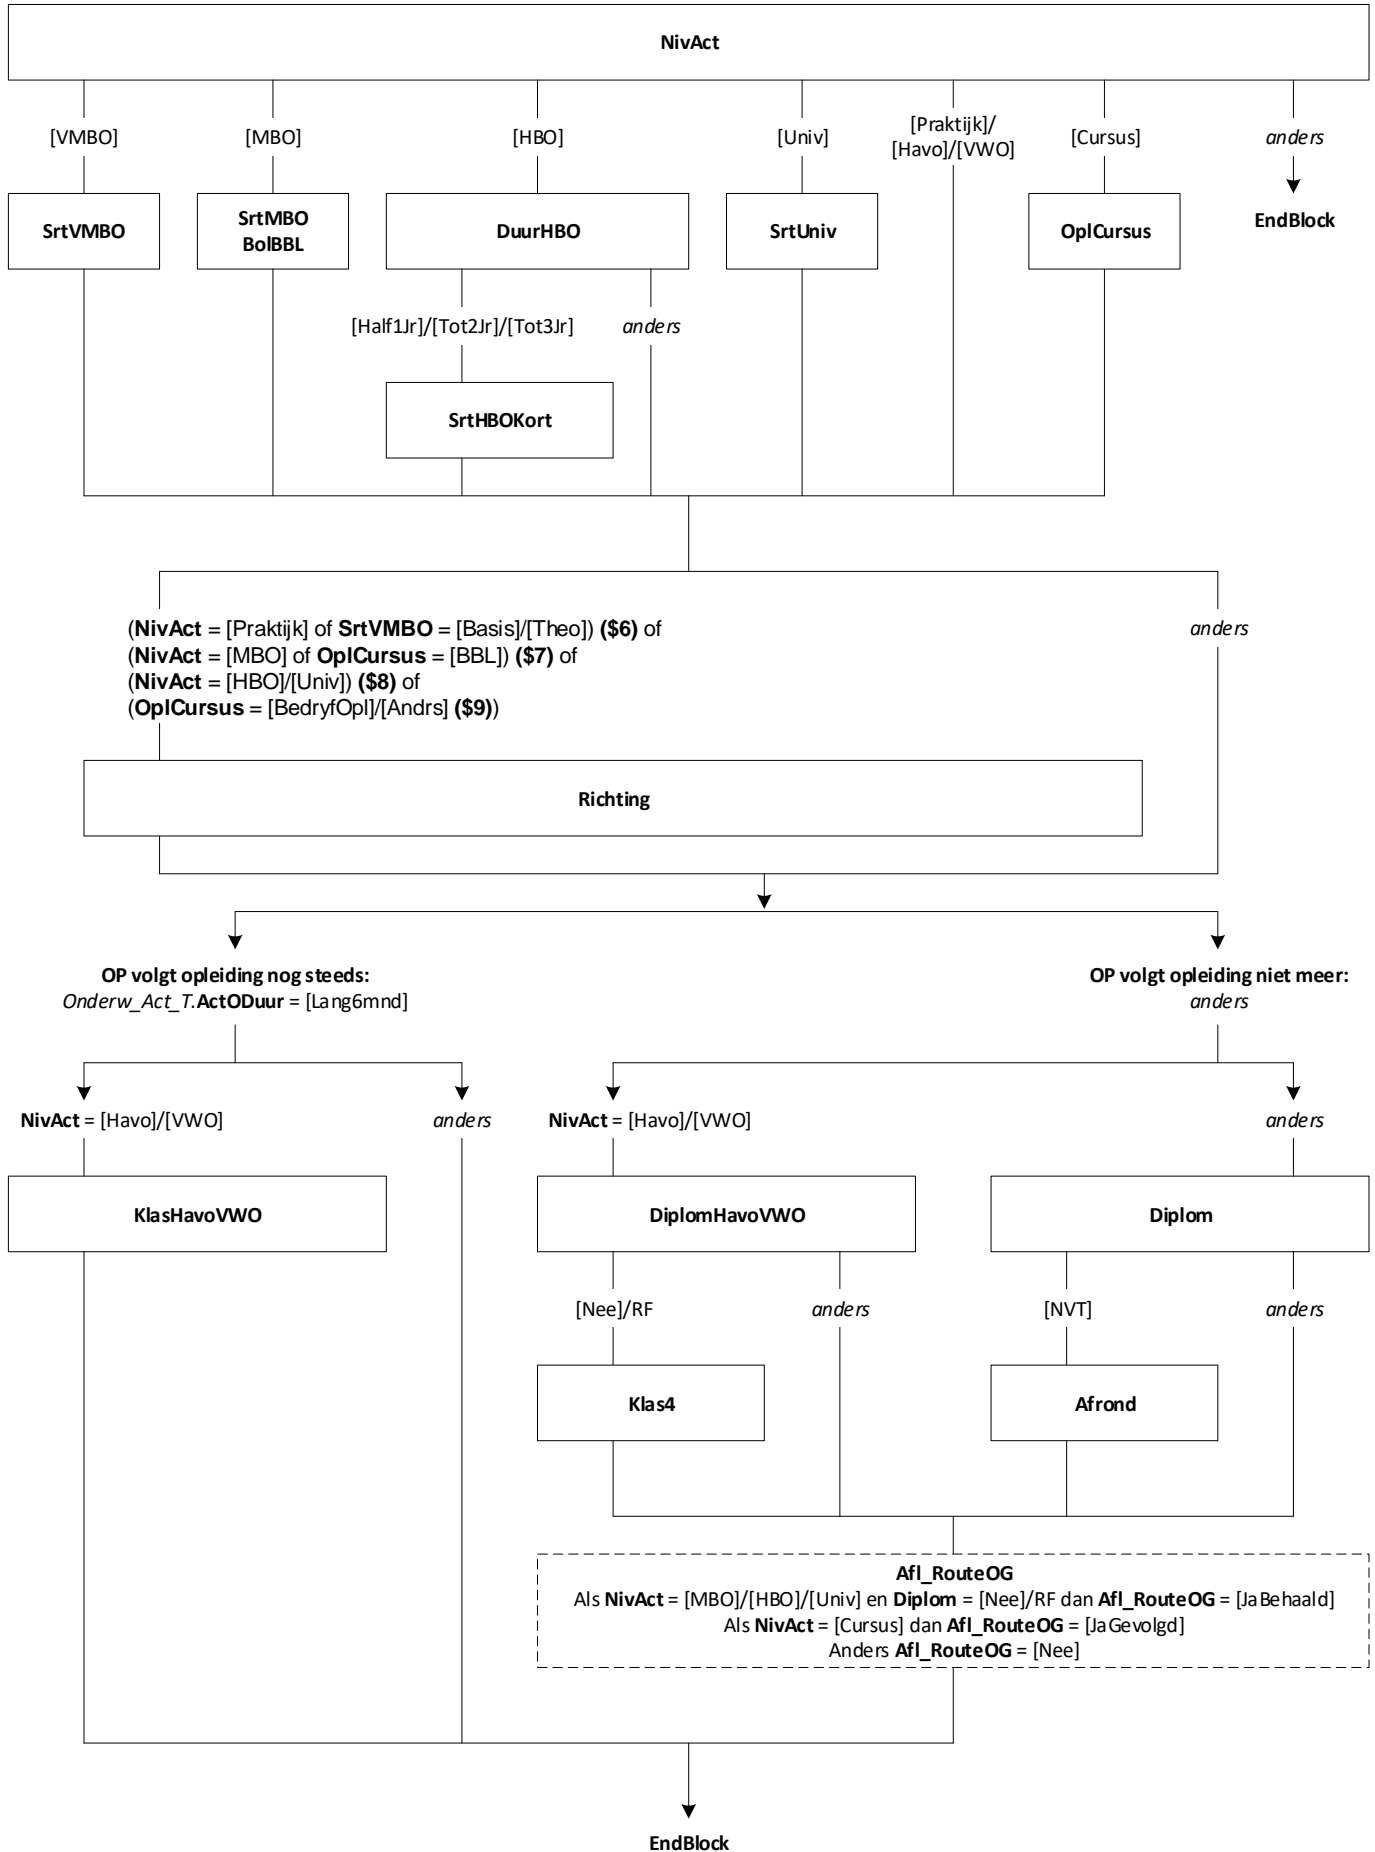 NivAct
[VMBO]
[MBO]
[HBO]
[Univ]
[Praktijk]/
[Havo]/[VWO]
[Cursus]
anders
SrtVMBO
SrtMBO
BolBBL
DuurHBO
SrtUniv
OplCursus
EndBlock
[Half1Jr]/[Tot2Jr]/[Tot3Jr]
anders
SrtHBOKort
(NivAct = [Praktijk] of SrtVMBO = [Basis]/[Theo]) ($6) of
(NivAct = [MBO] of OplCursus = [BBL]) ($7) of
(NivAct = [HBO]/[Univ]) ($8) of
(OplCursus = [BedryfOpl]/[Andrs] ($9))
anders
Richting
OP volgt opleiding nog steeds:
Onderw_Act_T.ActODuur = [Lang6mnd]
OP volgt opleiding niet meer:
anders
NivAct = [Havo]/[VWO]
anders
NivAct = [Havo]/[VWO]
anders
KlasHavoVWO
DiplomHavoVWO
Diplom
[Nee]/RF
anders
[NVT]
anders
Klas4
Afrond
Afl_RouteOG
Als NivAct = [MBO]/[HBO]/[Univ] en Diplom = [Nee]/RF dan Afl_RouteOG = [JaBehaald]
Als NivAct = [Cursus] dan Afl_RouteOG = [JaGevolgd]
Anders Afl_RouteOG = [Nee]
EndBlock